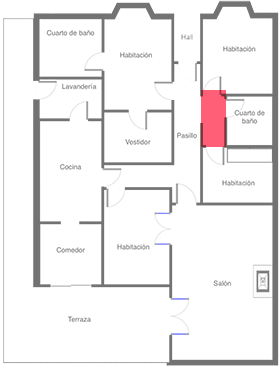 Cuarto de baño
Hall
Habitación
Habitación
Lavandería
Cuarto de
baño
Vestidor
Pasillo
Cocina
Habitación
Comedor
Habitación
Salón
Terraza